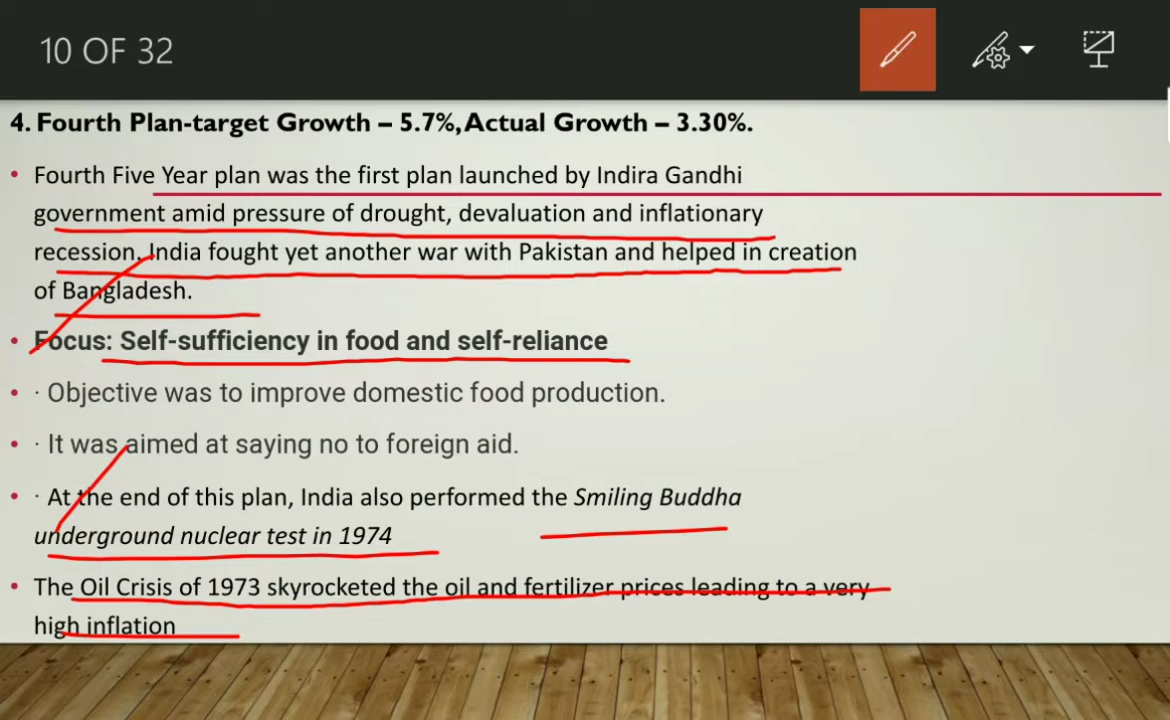 10 OF 32
4. Fourth Plan-target Growth – 5.7%, Actual Growth – 3.30%.
• Fourth Five Year plan was the first plan launched by Indira Gandhi
government amid pressure of drought, devaluation and inflationary
recession. India fought yet another war with Pakistan and helped in creation
of Bangladesh.
• Focus: Self-sufficiency in food and self-reliance
• · Objective was to improve domestic food production.
• · It was aimed at saying no to foreign aid.
• · At the end of this plan, India also performed the Smiling Buddha
underground nuclear test in 1974
• The Oil Crisis of 1973 skyrocketed the oil and fertilizer prices leading to a very
high inflation